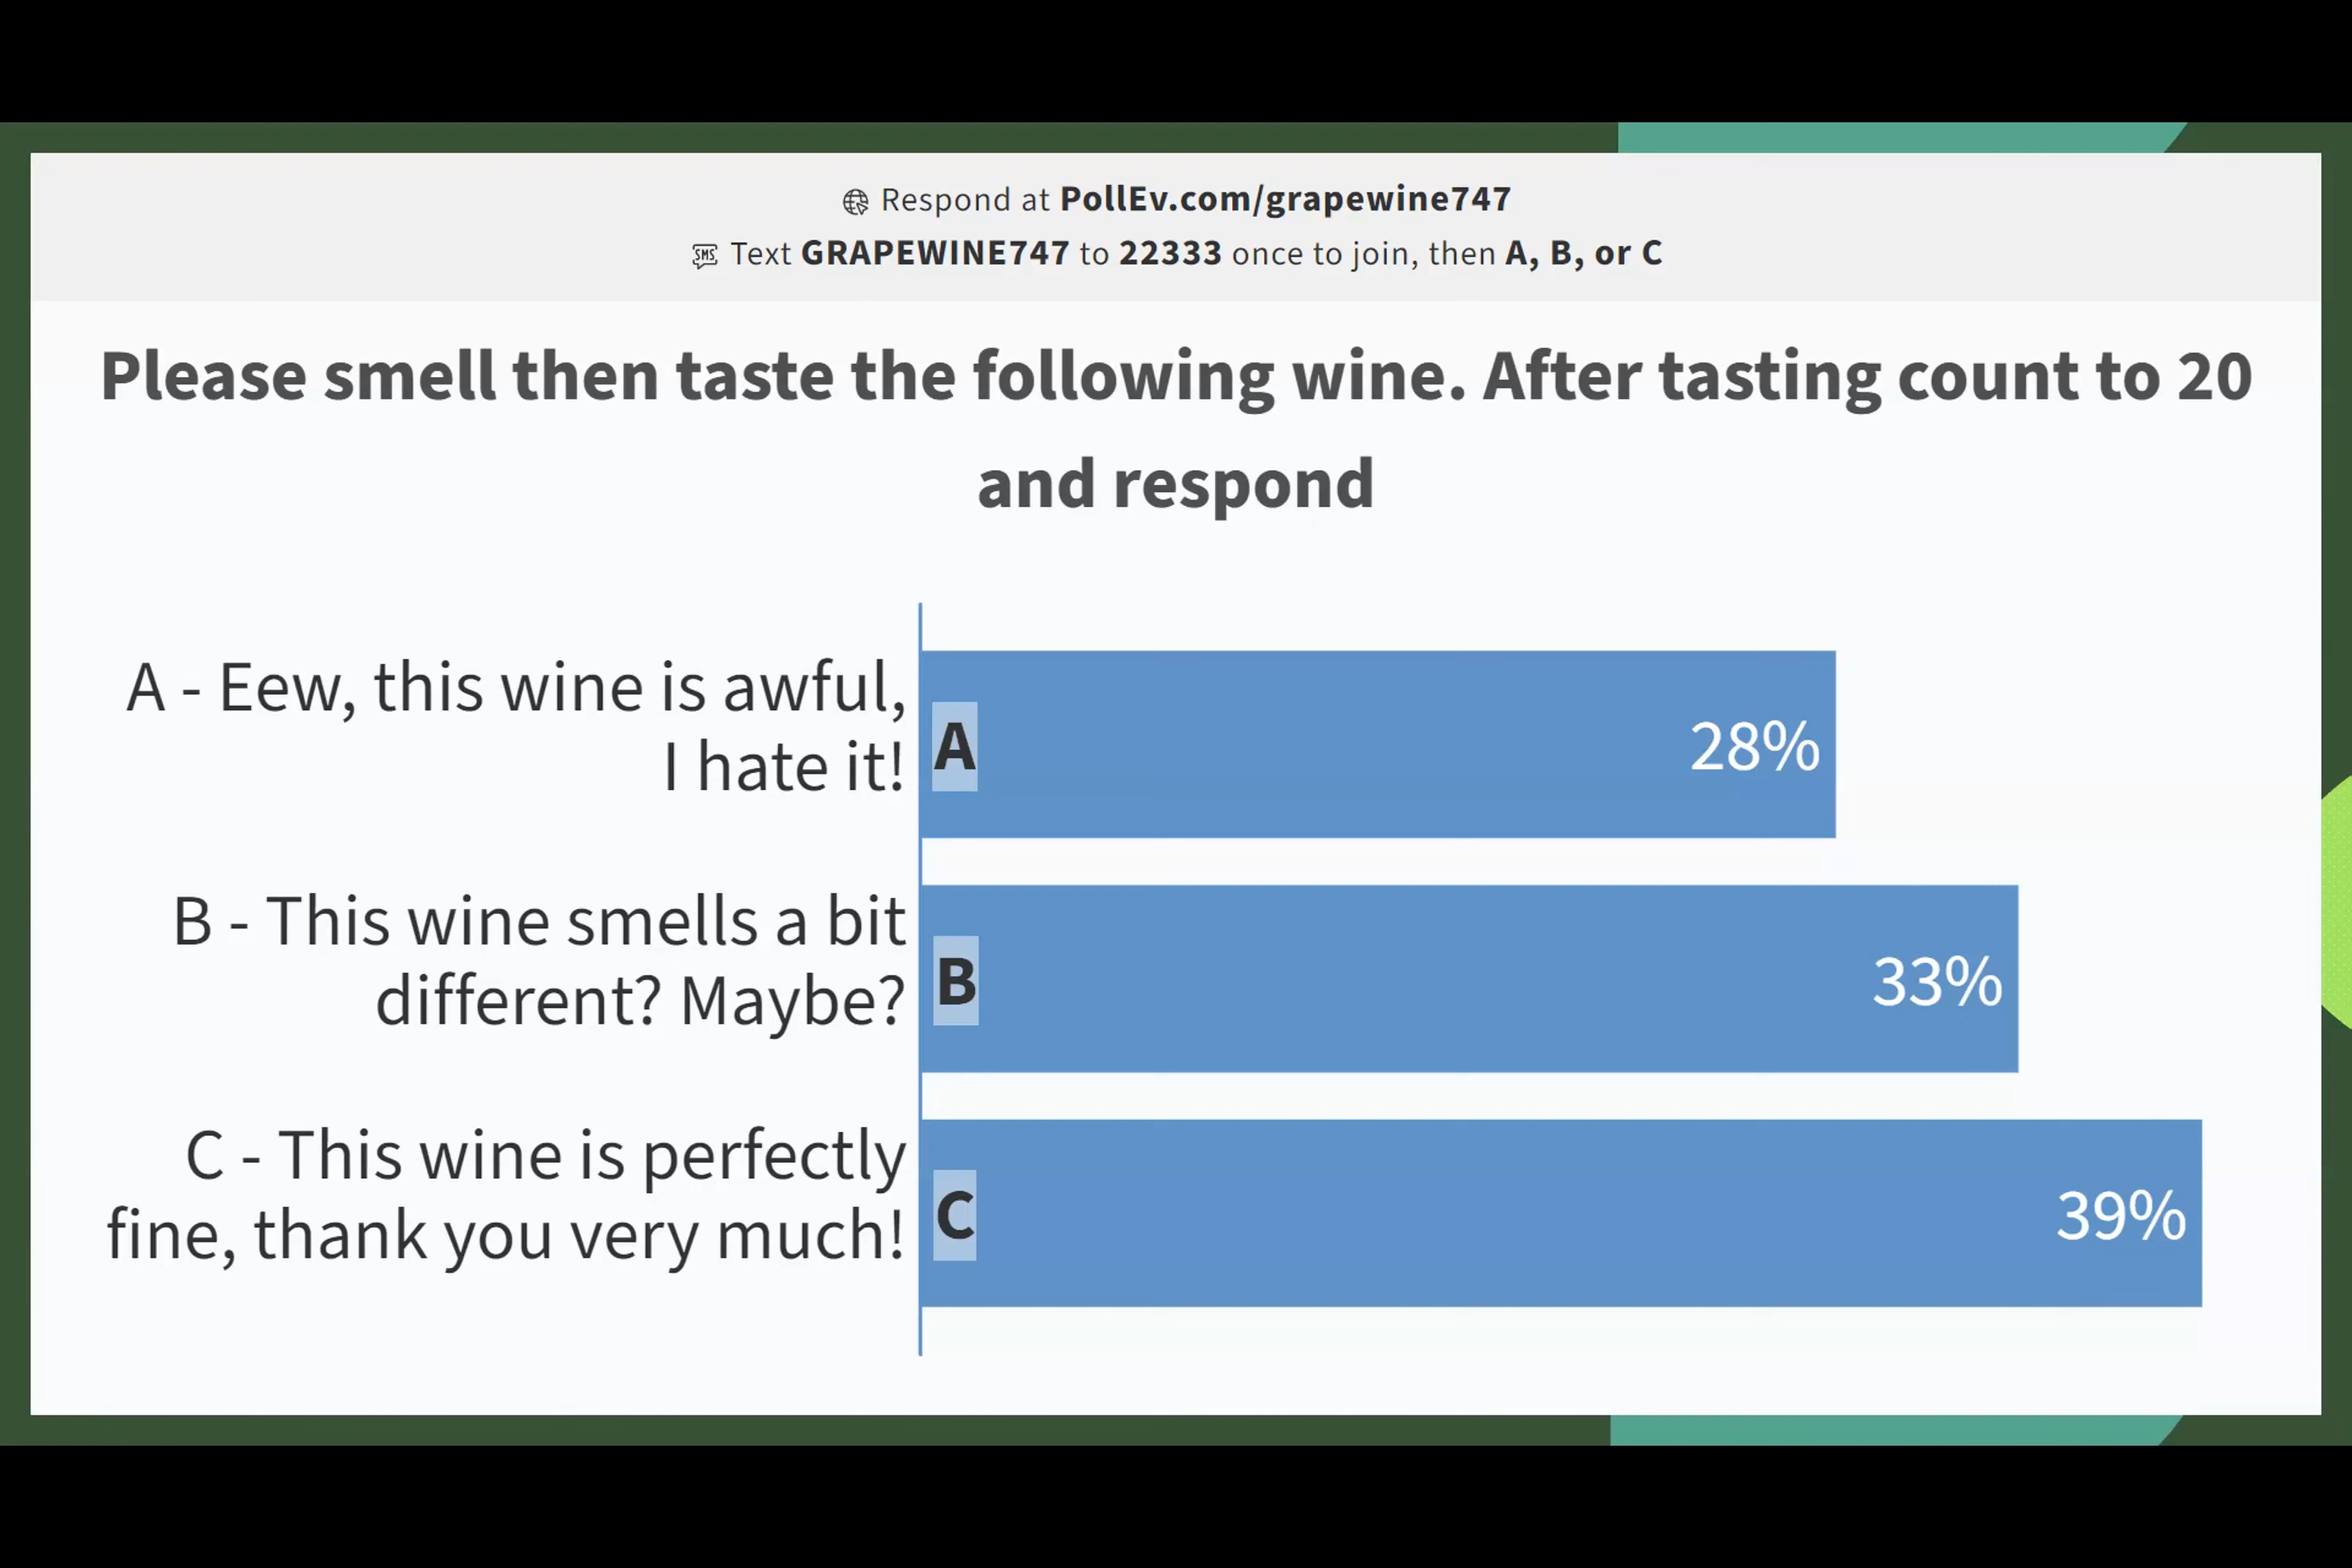 Respond at PollEv.com/grapewine747
SMS Text GRAPEWINE747 to 22333 once to join, then A, B, or C
Please smell then taste the following wine. After tasting count to 20
and respond
A - Eew, this wine is awful,
I hate it!
A
28%
B - This wine smells a bit
different? Maybe?
B
33%
C - This wine is perfectly
fine, thank you very much!
C
39%